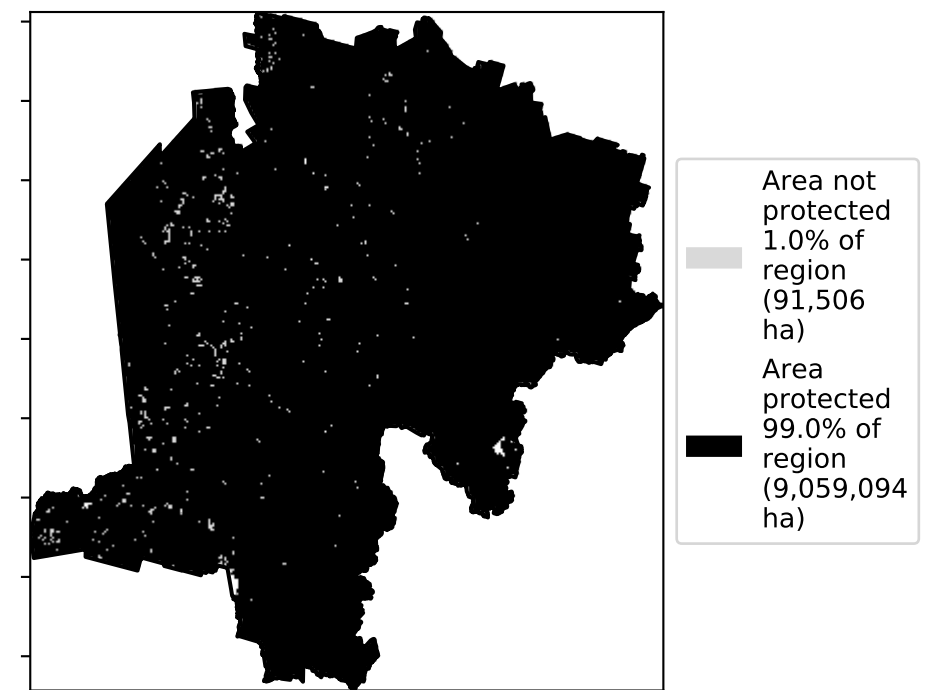 Area not
protected
1.0% of
region
(91,506
ha)
Area
protected
99.0% of
region
(9,059,094
ha)